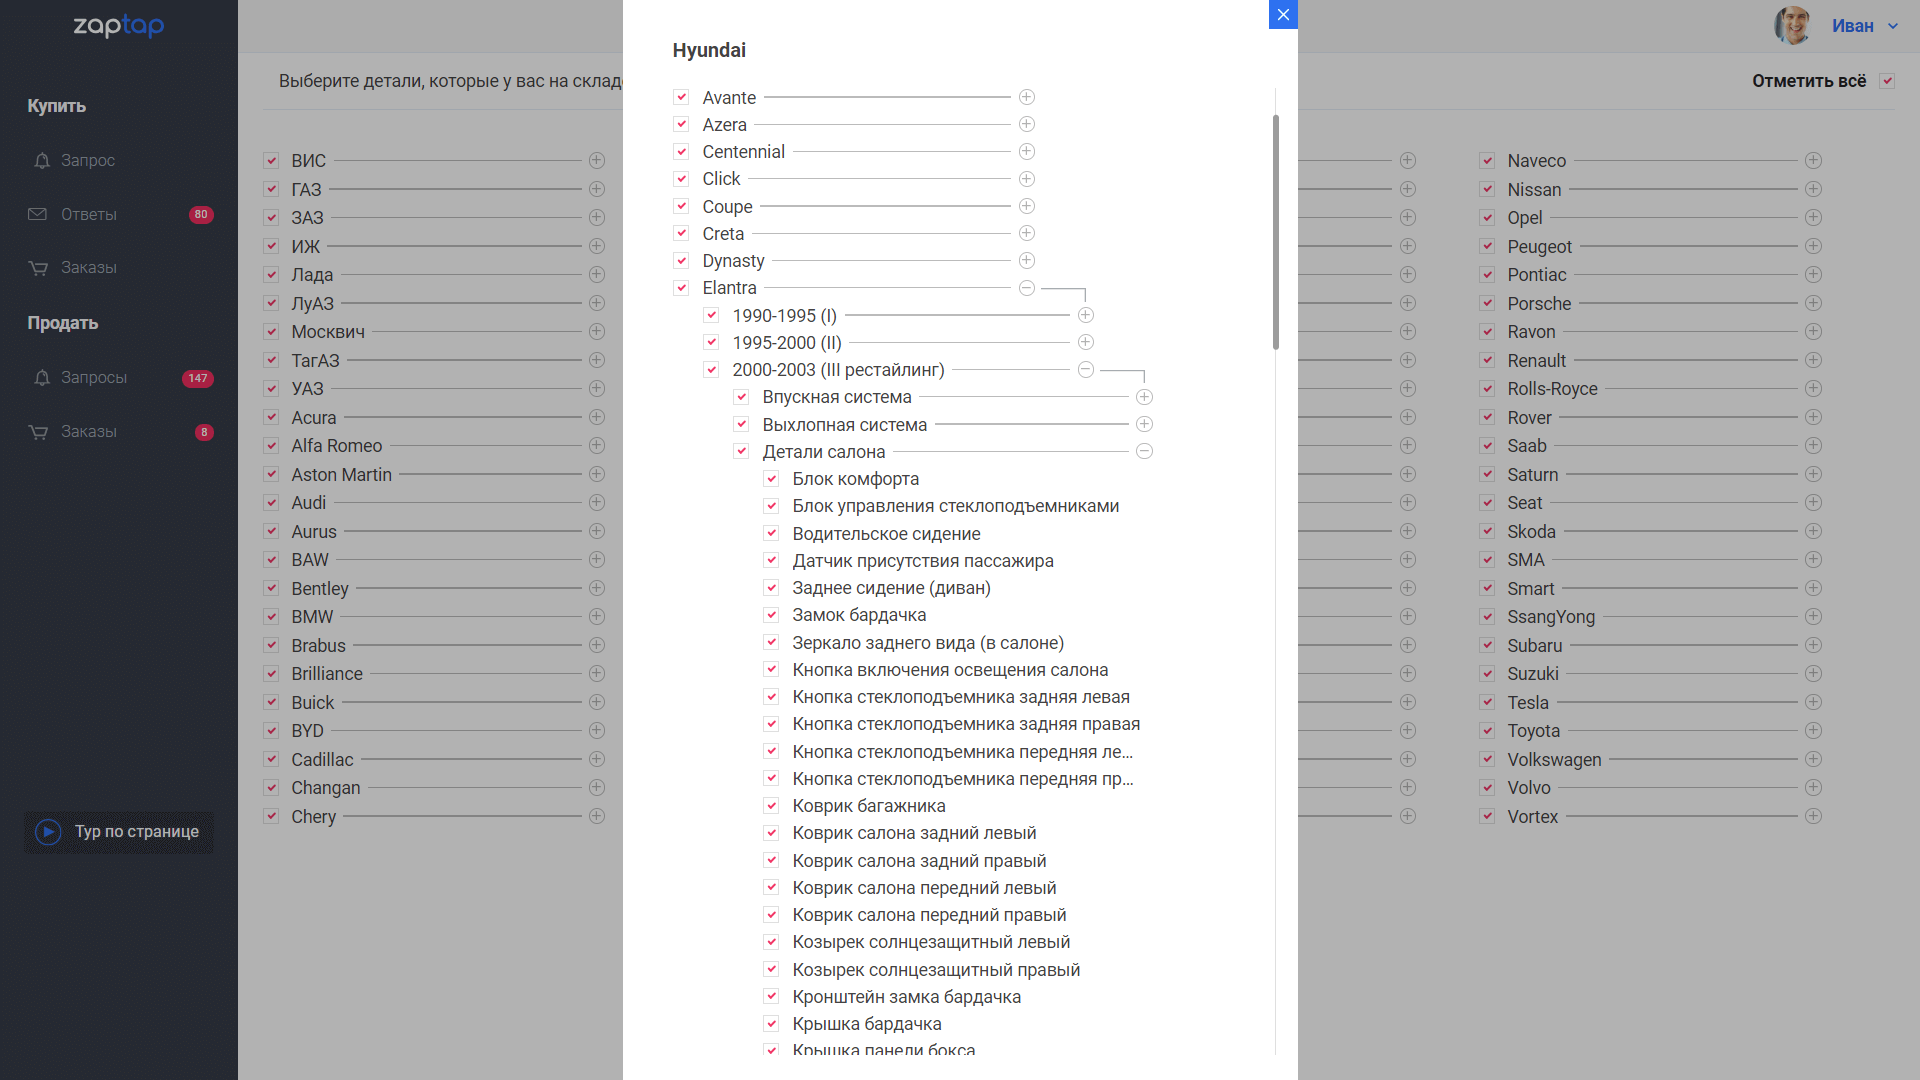 zaptap
Купить
Запрос
Ответы 80
Заказы
Продать
Запросы 147
Заказы 8
Тур по странице
Иван
Выберите детали, которые у вас на склад
Отметить всё
ВИС
ГАЗ
ЗАЗ
ИЖ
Лада
ЛуАЗ
Москвич
ТагАЗ
УАЗ
Acura
Alfa Romeo
Aston Martin
Audi
Aurus
BAW
Bentley
BMW
Brabus
Brilliance
Buick
BYD
Cadillac
Changan
Chery
Hyundai
Avante
Azera
Centennial
Click
Coupe
Creta
Dynasty
Elantra
1990-1995 (I)
1995-2000 (II)
2000-2003 (III рестайлинг)
Впускная система
Выхлопная система
Детали салона
Блок комфорта
Блок управления стеклоподъемниками
Водительское сидение
Датчик присутствия пассажира
Заднее сидение (диван)
Замок бардачка
Зеркало заднего вида (в салоне)
Кнопка включения освещения салона
Кнопка стеклоподъемника задняя левая
Кнопка стеклоподъемника задняя правая
Кнопка стеклоподъемника передняя ле...
Кнопка стеклоподъемника передняя пр...
Коврик багажника
Коврик салона задний левый
Коврик салона задний правый
Коврик салона передний левый
Коврик салона передний правый
Козырек солнцезащитный левый
Козырек солнцезащитный правый
Кронштейн замка бардачка
Крышка бардачка
Крышка панели бокса
Naveco
Nissan
Opel
Peugeot
Pontiac
Porsche
Ravon
Renault
Rolls-Royce
Rover
Saab
Saturn
Seat
Skoda
SMA
Smart
SsangYong
Subaru
Suzuki
Tesla
Toyota
Volkswagen
Volvo
Vortex